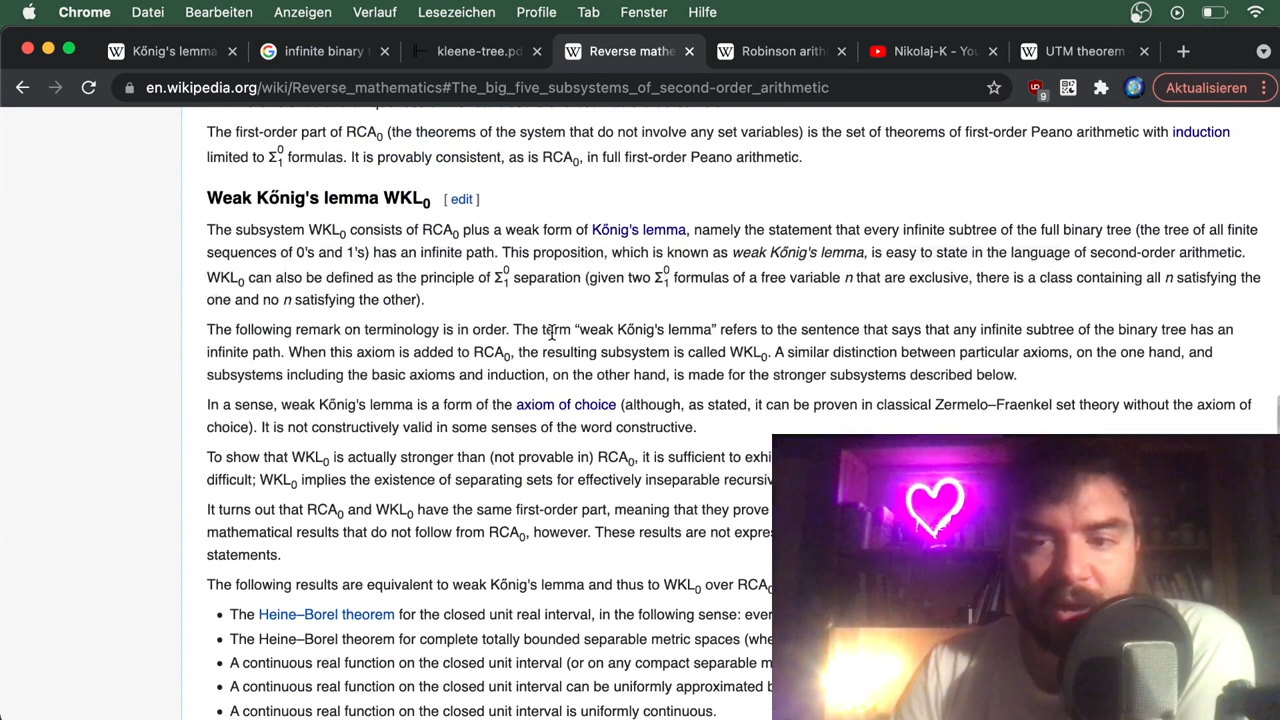 Chrome Datei Bearbeiten Anzeigen Verlauf Lesezeichen Profile Tab Fenster Hilfe
Kőnig's lemma infinite binary kleene-tree.pd Reverse mathe Robinson arith Nikolaj-K - You UTM theorem -
en.wikipedia.org/wiki/Reverse_mathematics#The_big_five_subsystems_of_second-order_arithmetic 9 Aktualisieren
The first-order part of RCA₀ (the theorems of the system that do not involve any set variables) is the set of theorems of first-order Peano arithmetic with induction
limited to Σ⁰₁ formulas. It is provably consistent, as is RCA₀, in full first-order Peano arithmetic.
Weak Kőnig's lemma WKL₀ [ edit ]
The subsystem WKL₀ consists of RCA₀ plus a weak form of Kőnig's lemma, namely the statement that every infinite subtree of the full binary tree (the tree of all finite
sequences of 0's and 1's) has an infinite path. This proposition, which is known as weak Kőnig's lemma, is easy to state in the language of second-order arithmetic.
WKL₀ can also be defined as the principle of Σ⁰₁ separation (given two Σ⁰₁ formulas of a free variable n that are exclusive, there is a class containing all n satisfying the
one and no n satisfying the other).
The following remark on terminology is in order. The term “weak Kőnig's lemma” refers to the sentence that says that any infinite subtree of the binary tree has an
infinite path. When this axiom is added to RCA₀, the resulting subsystem is called WKL₀. A similar distinction between particular axioms, on the one hand, and
subsystems including the basic axioms and induction, on the other hand, is made for the stronger subsystems described below.
In a sense, weak Kőnig's lemma is a form of the axiom of choice (although, as stated, it can be proven in classical Zermelo–Fraenkel set theory without the axiom of
choice). It is not constructively valid in some senses of the word constructive.
To show that WKL₀ is actually stronger than (not provable in) RCA₀, it is sufficient to exhi
difficult; WKL₀ implies the existence of separating sets for effectively inseparable recursiv
It turns out that RCA₀ and WKL₀ have the same first-order part, meaning that they prove
mathematical results that do not follow from RCA₀, however. These results are not expres
statements.
The following results are equivalent to weak Kőnig's lemma and thus to WKL₀ over RCA₀
• The Heine–Borel theorem for the closed unit real interval, in the following sense: ever
• The Heine–Borel theorem for complete totally bounded separable metric spaces (whe
• A continuous real function on the closed unit interval (or on any compact separable m
• A continuous real function on the closed unit interval can be uniformly approximated b
• A continuous real function on the closed unit interval is uniformly continuous.